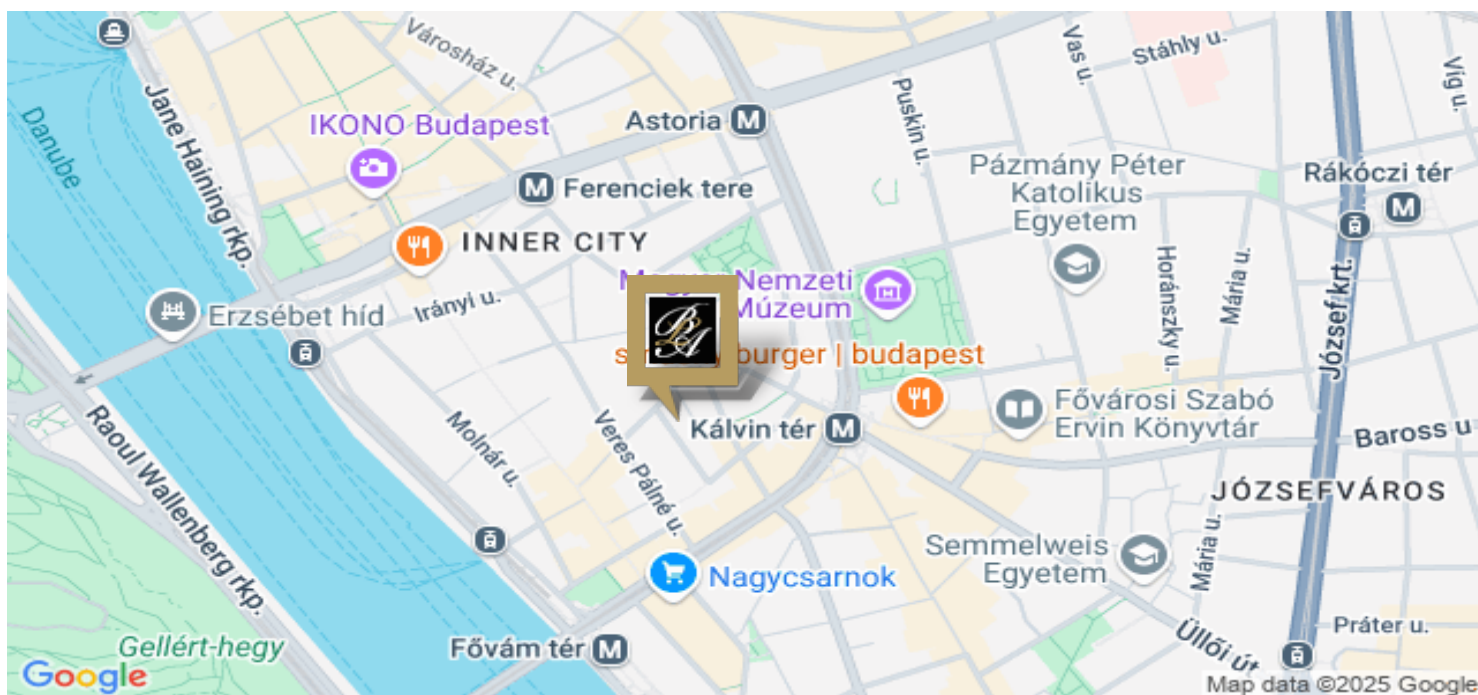 Városház u.
Stáhly u.
Vas u.
Vig u.
Jane Haining rkp.
Danube
IKONO Budapest
Astoria M
Puskin u.
Pázmány Péter
Katolikus
Egyetem
Rákóczi tér
M
M Ferenciek tere
INNER CITY
Horánszky u.
Mária u.
József krt.
Nemzeti
Múzeum
Erzsébet híd
Irányi u.
BA
burger | budapest
Fővárosi Szabó
Ervin Könyvtár
Kálvin tér M
Baross u
Molnár u.
Veres Pálné u.
JÓZSEFVÁROS
Raoul Wallenberg rkp.
Semmelweis
Egyetem
Mária u.
Nagycsarnok
Üllői út
Práter u.
Gellért-hegy
Fővám tér M
Google
Map data ©2025 Google